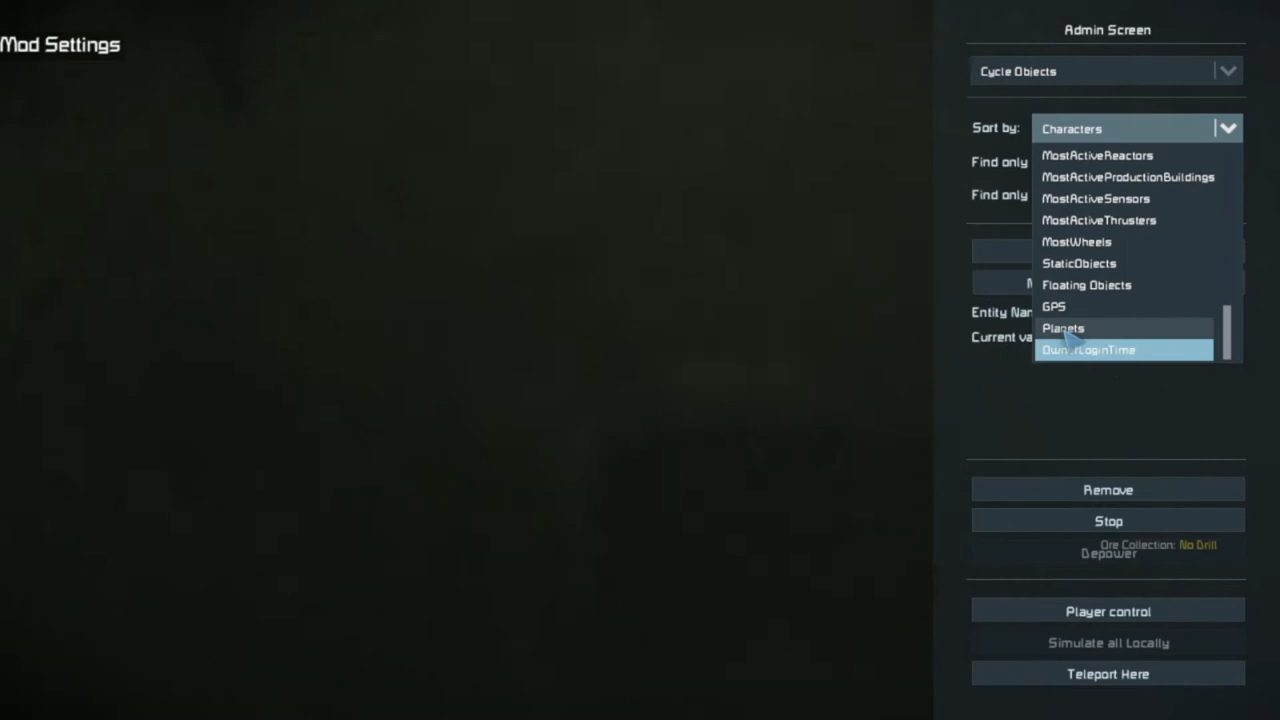 Mod Settings
Admin Screen
Cycle Objects
Sort by: Characters
MostActiveReactors
Find only
MostActiveProductionBuildings
Find only
MostActiveSensors
MostActiveThrusters
MostWheels
StaticObjects
Floating Objects
GPS
Entity Nam
Planets
Current va
OwnerLoginTime
Remove
Stop
Ore Collection: No Drill
Depower
Player control
Simulate all Locally
Teleport Here